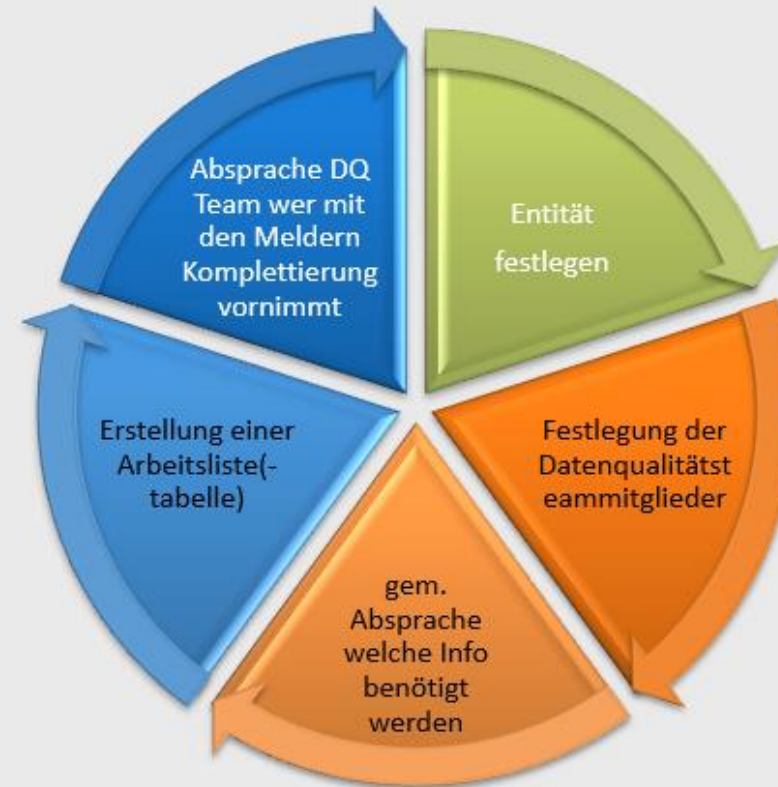 Entität
festlegen
Festlegung der
Datenqualitätst
eammitglieder
gem.
Absprache
welche Info
benötigt
werden
Erstellung einer
Arbeitsliste(-
tabelle)
Absprache DQ
Team wer mit
den Meldern
Komplettierung
vornimmt